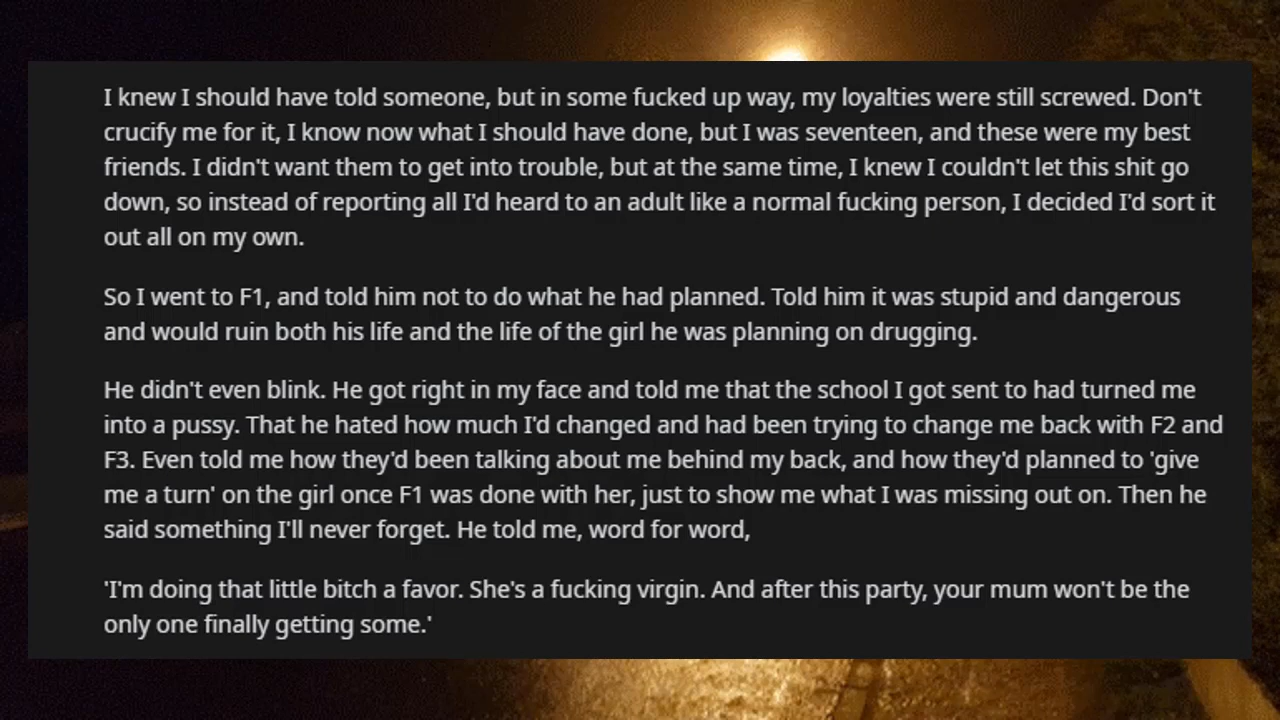 I knew I should have told someone, but in some fucked up way, my loyalties were still screwed. Don't
crucify me for it, I know now what I should have done, but I was seventeen, and these were my best
friends. I didn't want them to get into trouble, but at the same time, I knew I couldn't let this shit go
down, so instead of reporting all I'd heard to an adult like a normal fucking person, I decided I'd sort it
out all on my own.
So I went to F1, and told him not to do what he had planned. Told him it was stupid and dangerous
and would ruin both his life and the life of the girl he was planning on drugging.
He didn't even blink. He got right in my face and told me that the school I got sent to had turned me
into a pussy. That he hated how much I'd changed and had been trying to change me back with F2 and
F3. Even told me how they'd been talking about me behind my back, and how they'd planned to 'give
me a turn' on the girl once F1 was done with her, just to show me what I was missing out on. Then he
said something I'll never forget. He told me, word for word,
'I'm doing that little bitch a favor. She's a fucking virgin. And after this party, your mum won't be the
only one finally getting some.'